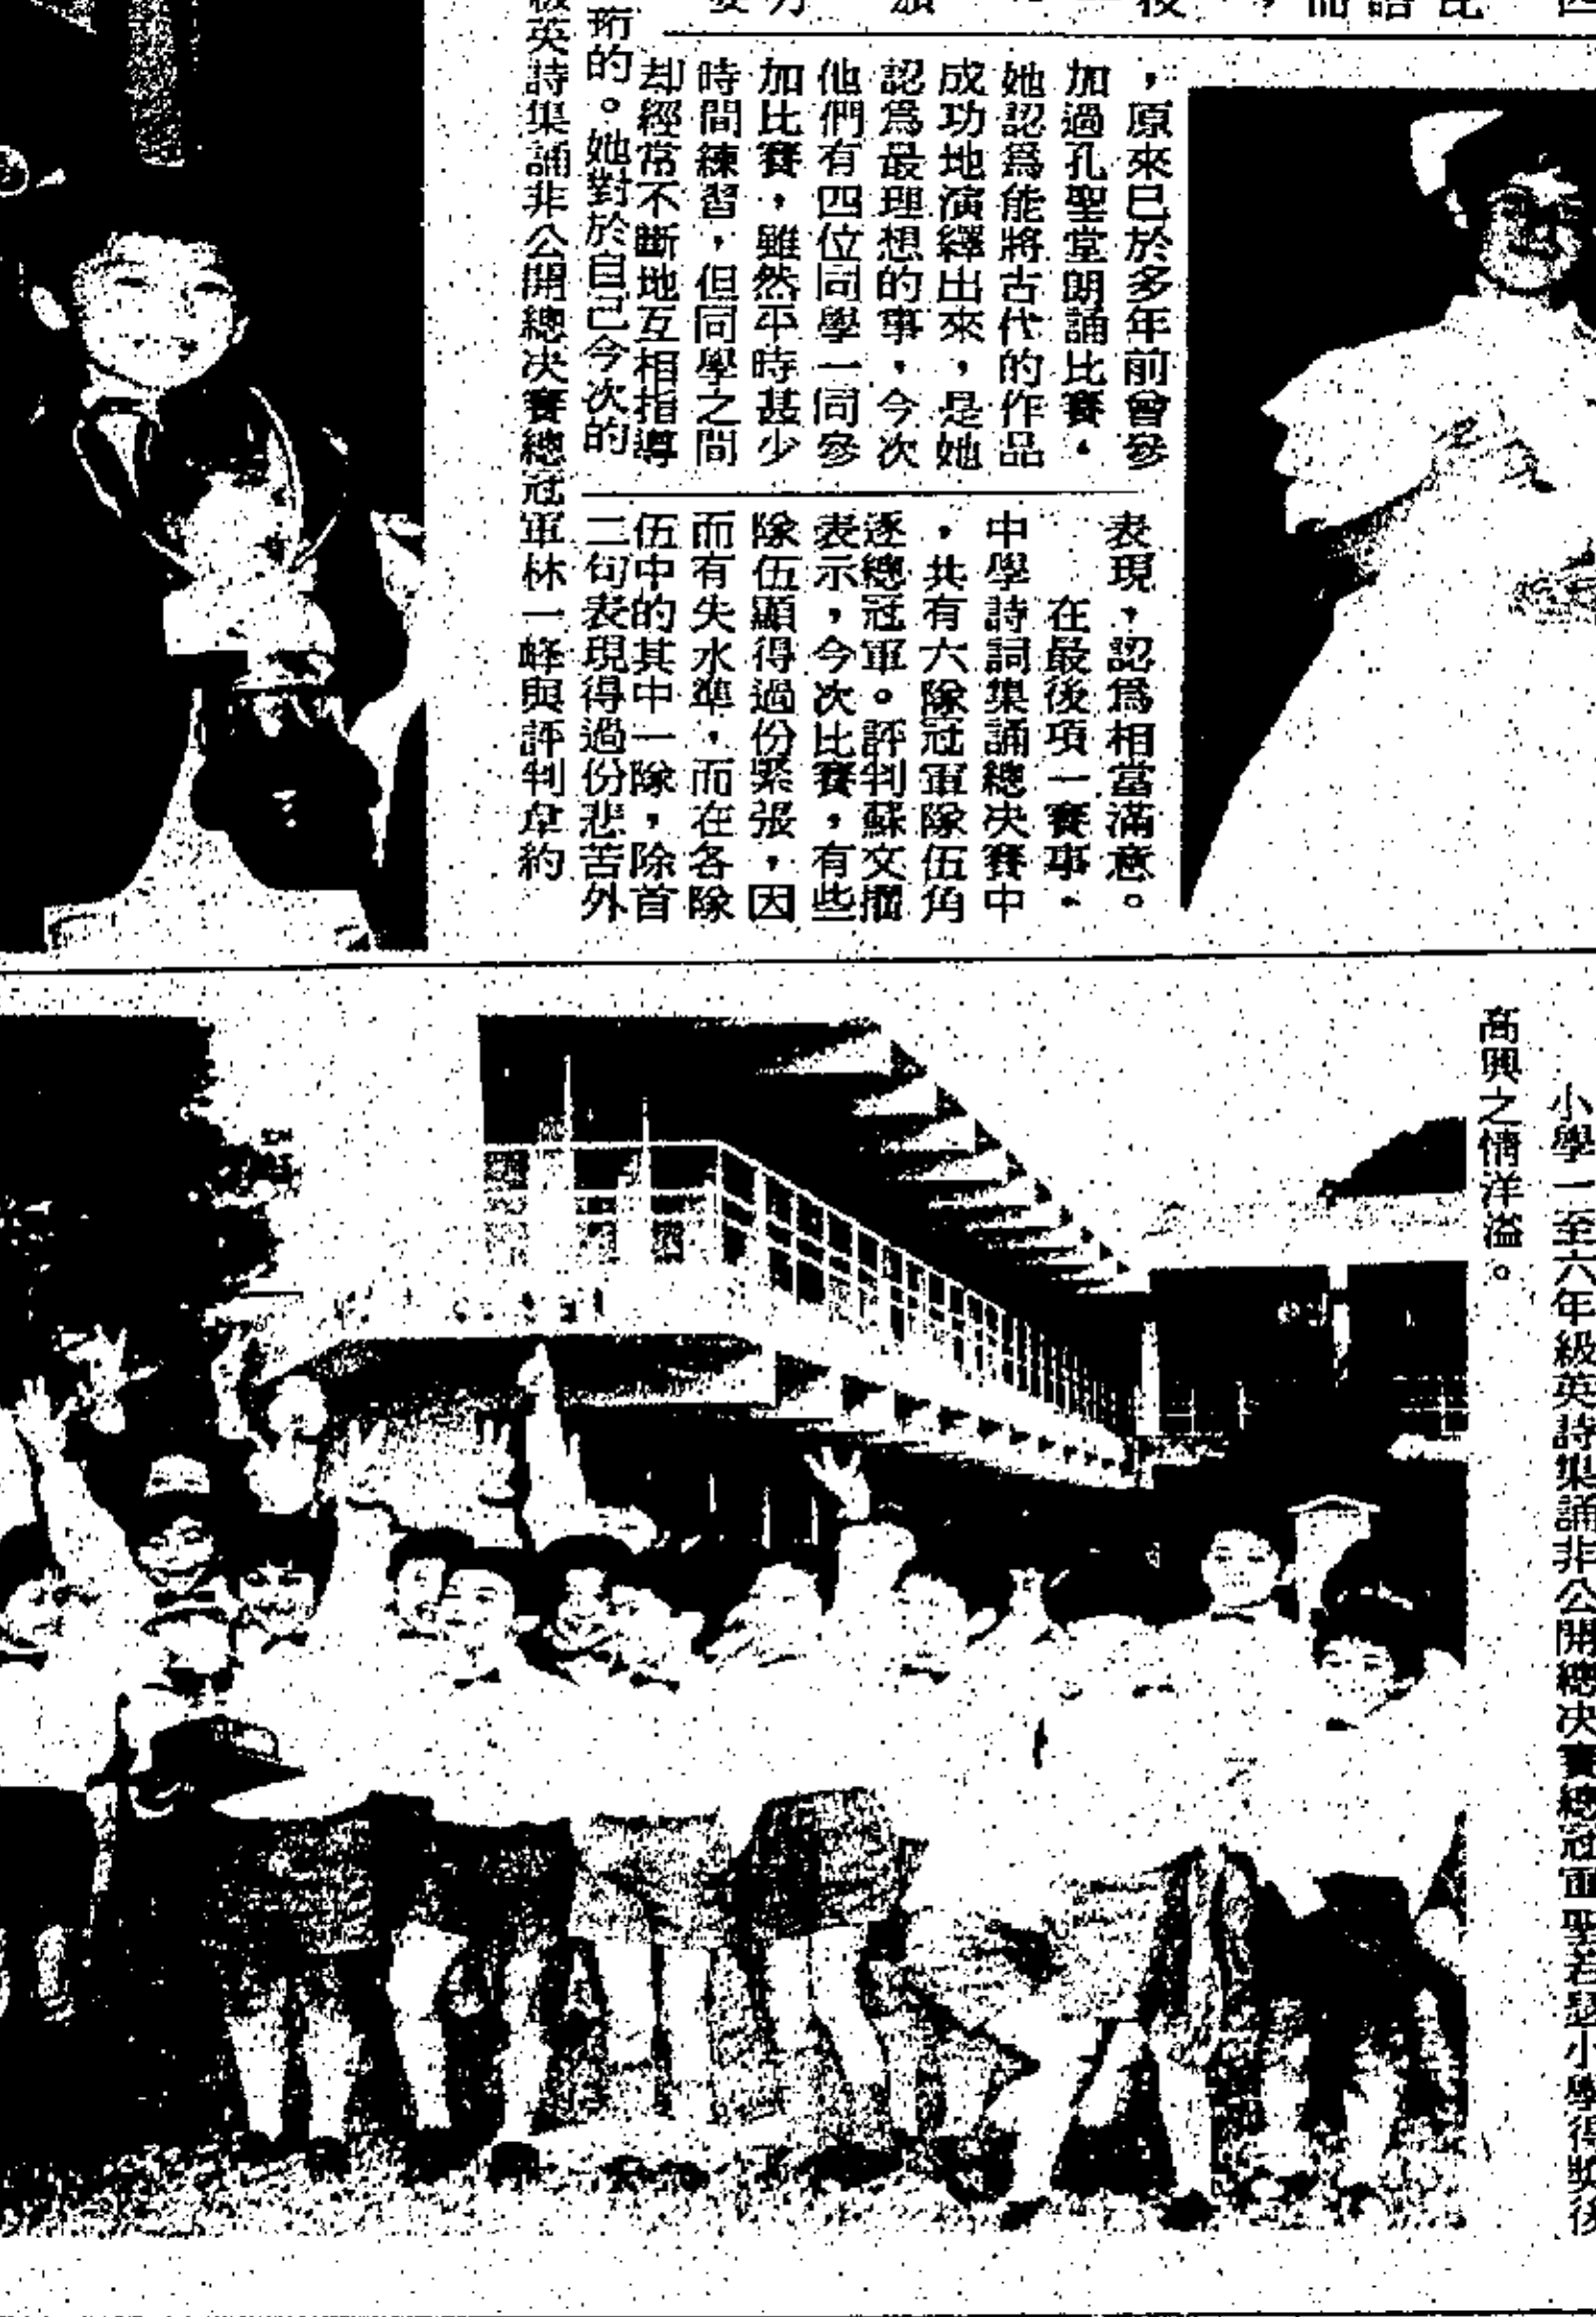 ，原來已於多年前曾參
加過孔聖堂朗誦比賽，
她認爲能將古代的作品
成功地演繹出來，是她
認爲最理想的事，今次
他們有四位同學一同參
加比賽，雖然平時甚少
時間練習，但同學之間
却經常不斷地互相指導
的。她對於自己今次的
表現，認爲相當滿意。
在最後項一賽事，
中學詩詞集誦總决賽中
，共有六隊冠軍隊伍角
逐總冠軍。評判蘇文擢
表示，今次比賽，有些
隊伍顯得過份緊張，因
而有失水準，而在各隊
伍中的其中一隊，除首
二句表現得過份悲苦外
英詩集誦非公開總决賽總冠軍林一峰與評判韋約
小學一至六年級英詩集誦非公開總决賽總冠軍聖若瑟小學得獎後
高興之情洋溢。